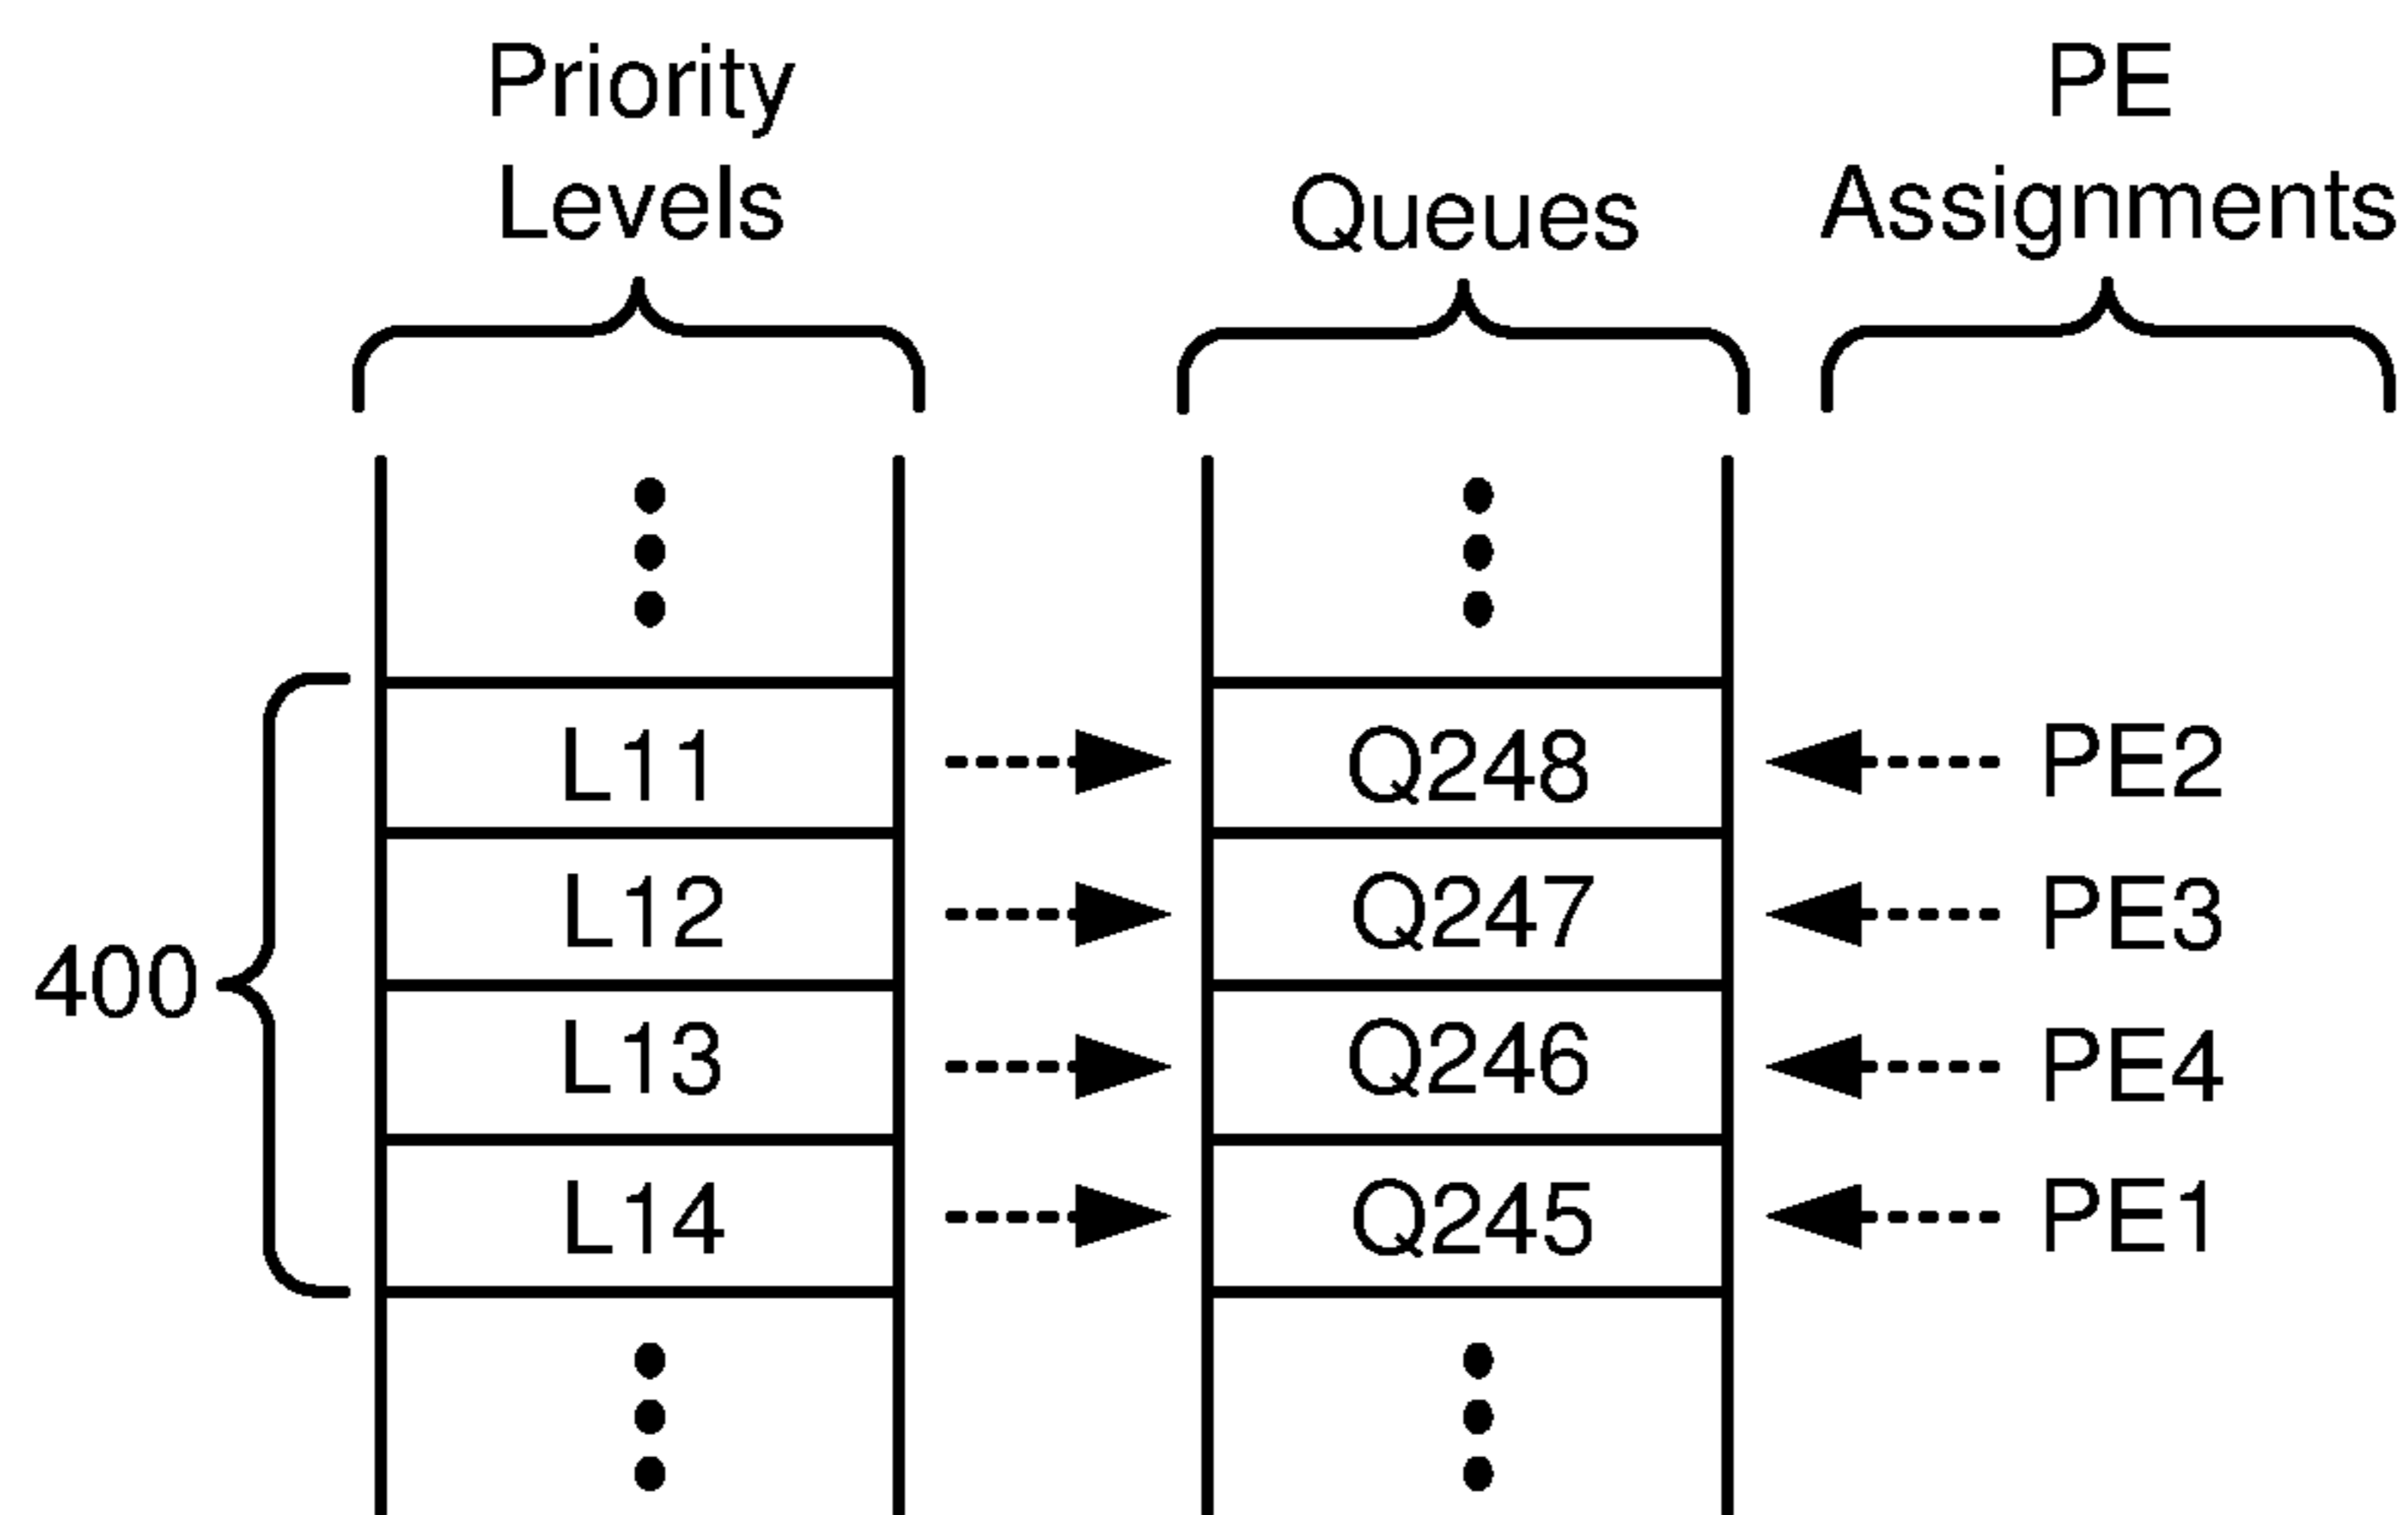 Priority
Levels
Queues
PE
Assignments
400
L11
Q248
PE2
L12
Q247
PE3
L13
Q246
PE4
L14
Q245
PE1